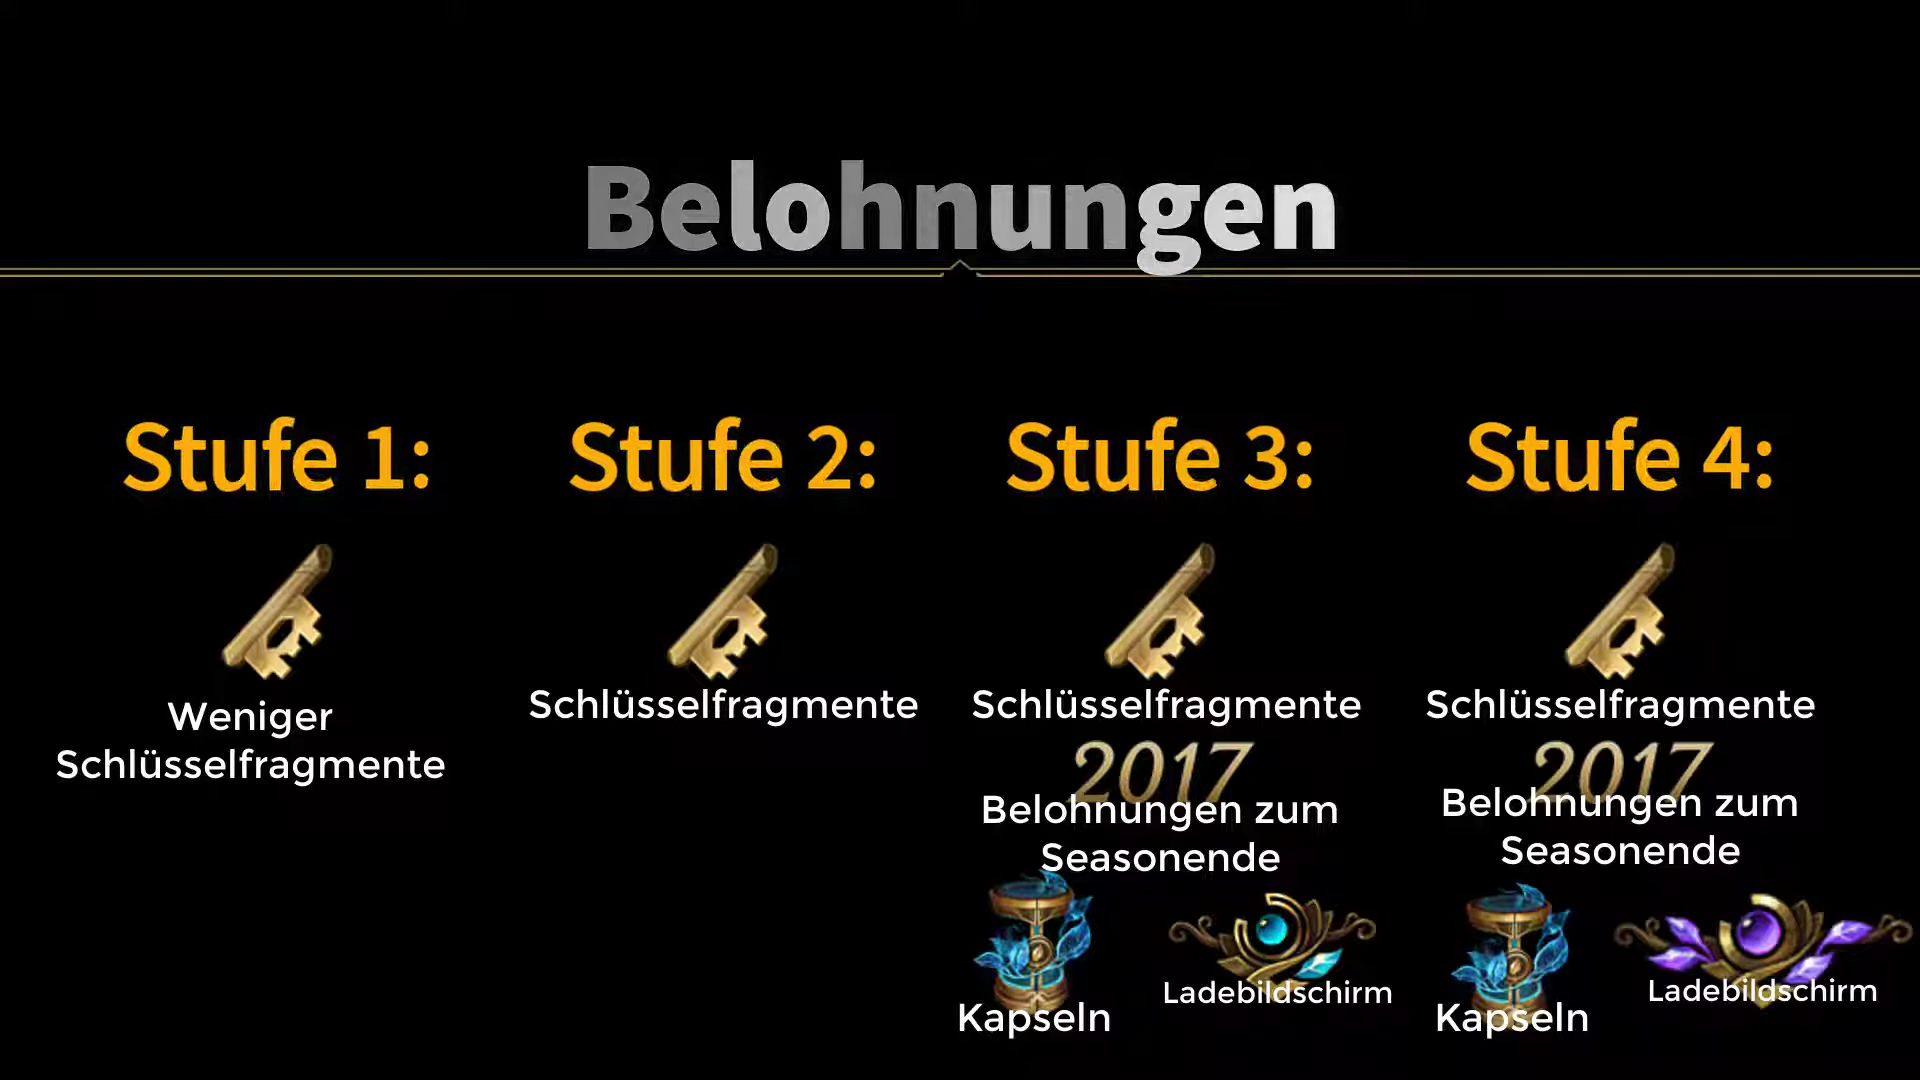 Belohnungen
Stufe 1:
Weniger
Schlüsselfragmente
Stufe 2:
Schlüsselfragmente
Stufe 3:
Schlüsselfragmente
2017
Belohnungen zum
Seasonende
Kapseln
Ladebildschirm
Stufe 4:
Schlüsselfragmente
2017
Belohnungen zum
Seasonende
Kapseln
Ladebildschirm